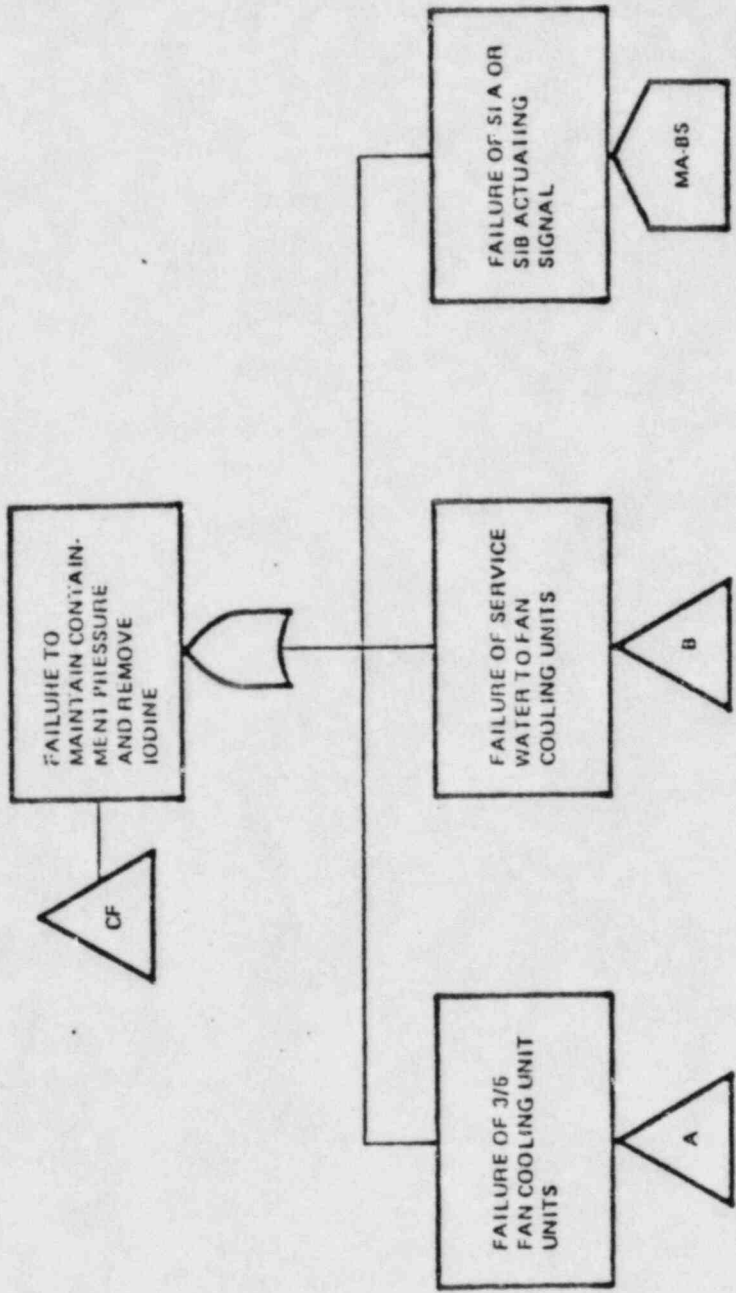 FAILURE TO
MAINTAIN CONTAIN-
MENT PRESSURE
AND REMOVE
IODINE
CF
FAILURE OF 3/5
FAN COOLING UNIT
UNITS
A
FAILURE OF SERVICE
WATER TO FAN
COOLING UNITS
B
FAILURE OF SI A OR
SIB ACTUATING
SIGNAL
MA-BS